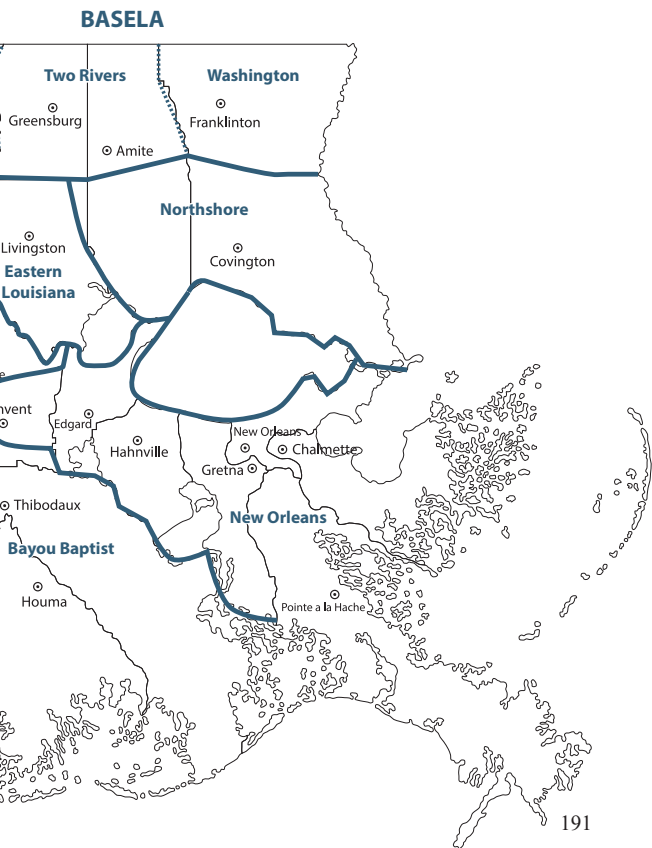 BASELA
Two Rivers
Washington
Greensburg
Franklinton
Amite
Northshore
Livingston
Covington
Eastern
Louisiana
nvent
Edgard
New Orleans
Hahnville
Chalmette
Gretna
Thibodaux
New Orleans
Bayou Baptist
Houma
Pointe a la Hache
191